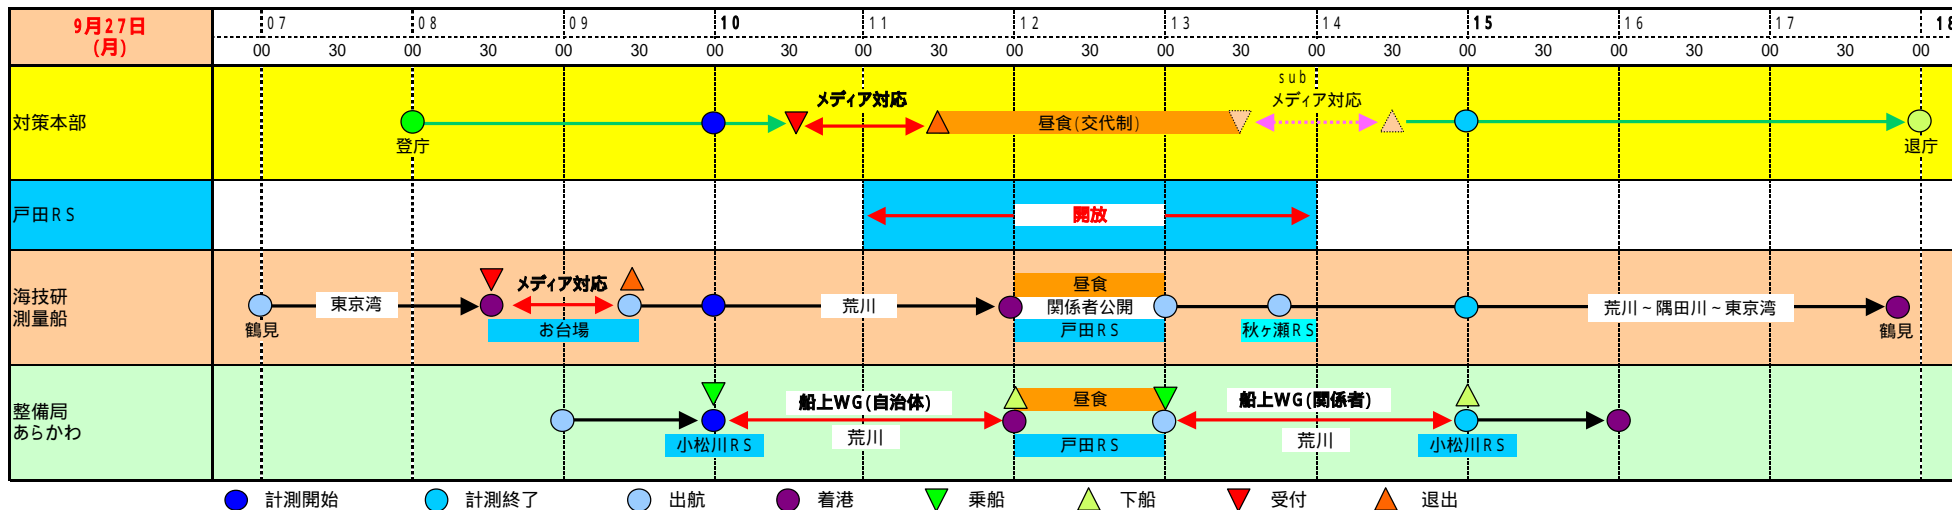 9月27日
(月)
07 08 09 10 11 12 13 14 15 16 17 18
00 30 00 30 00 30 00 30 00 30 00 30 00 30 00 30 00 30 00 30 00 30 00
対策本部
登庁
メディア対応
昼食(交代制)
sub
メディア対応
退庁
戸田RS
開放
海技研
測量船
鶴見
東京湾
メディア対応
お台場
荒川
昼食
関係者公開
戸田RS
秋ヶ瀬RS
荒川~隅田川~東京湾
鶴見
整備局
あらかわ
小松川RS
船上WG(自治体)
荒川
昼食
戸田RS
船上WG(関係者)
荒川
小松川RS
計測開始 計測終了 出航 着港 乗船 下船 受付 退出